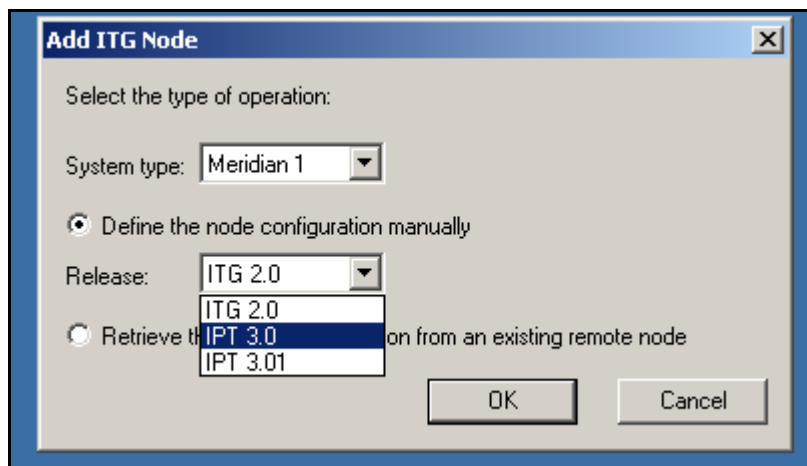 Add ITG Node
Select the type of operation:
System type: Meridian 1
Define the node configuration manually
Release: ITG 2.0
ITG 2.0
Retrieve IPT 3.0 on from an existing remote node
IPT 3.01
OK Cancel